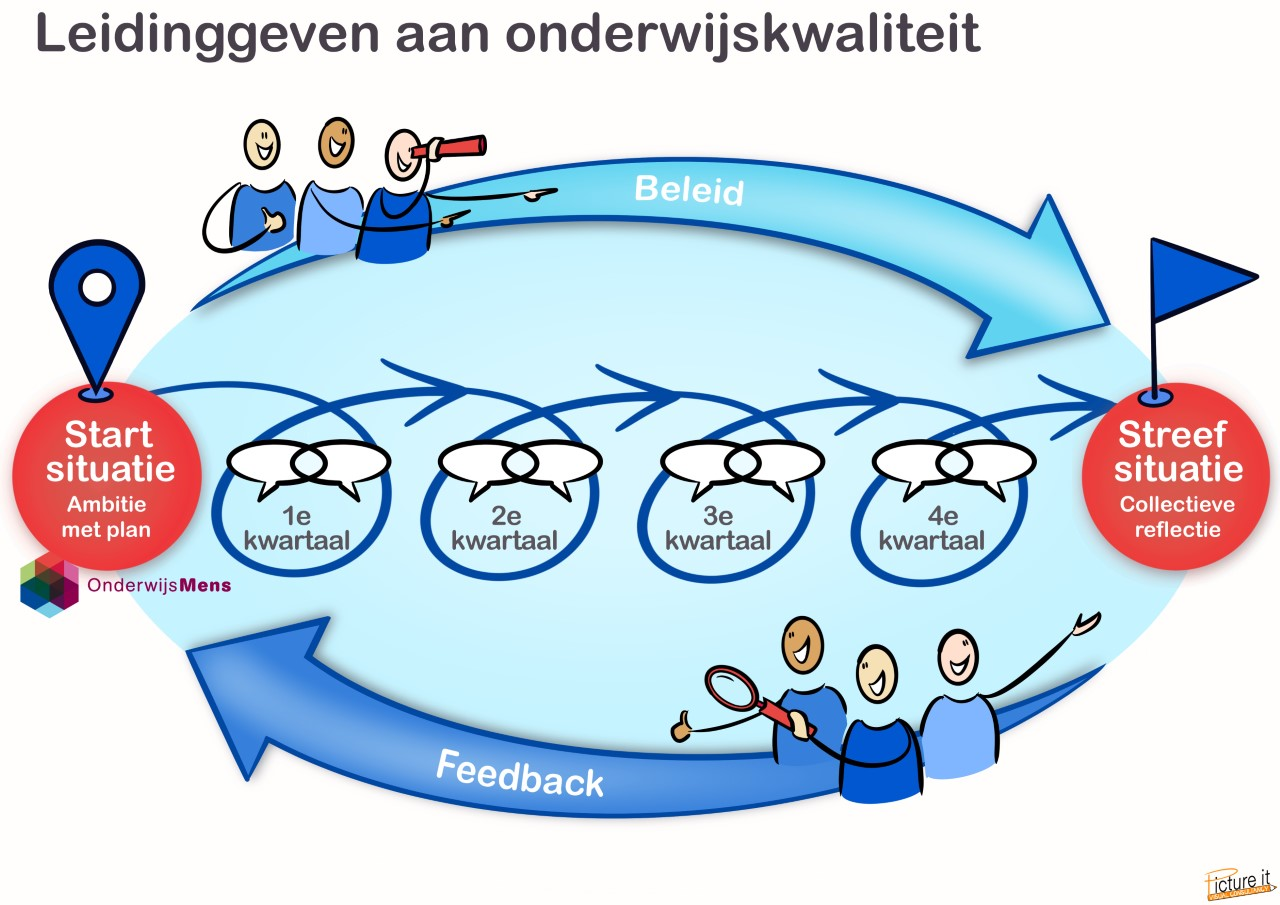 Leidinggeven aan onderwijskwaliteit
Beleid
Start
situatie
Ambitie
met plan
1e
kwartaal
2e
kwartaal
3e
kwartaal
4e
kwartaal
Streef
situatie
Collectieve
reflectie
OnderwijsMens
Feedback
Picture it